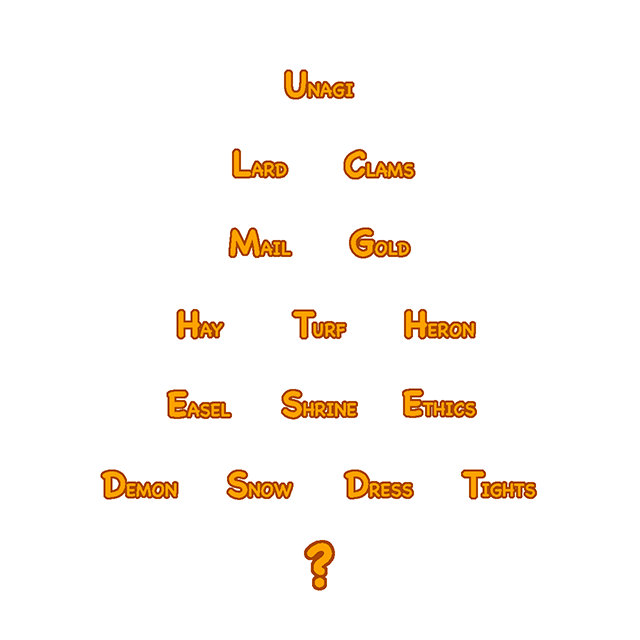 Unagi
Lard Clams
Mail Gold
Hay Turf Heron
Easel Shrine Ethics
Demon Snow Dress Tights
?